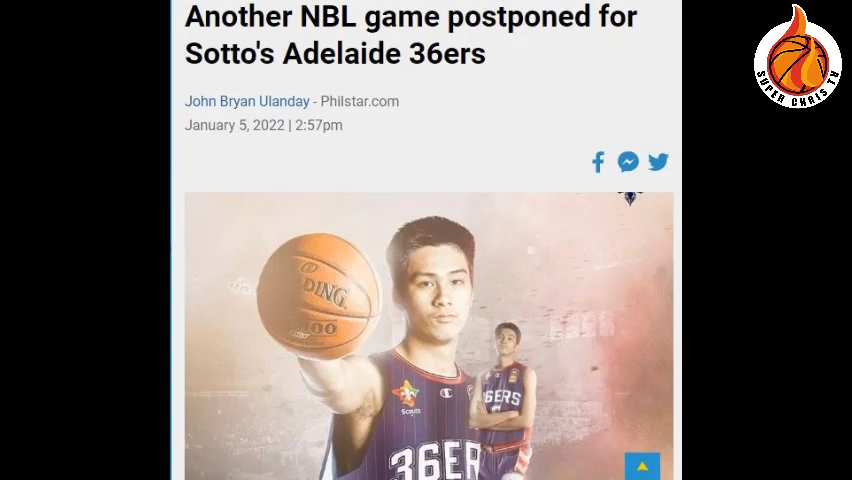 Another NBL game postponed for
Sotto's Adelaide 36ers
John Bryan Ulanday - Philstar.com
January 5, 2022 | 2:57pm
SUPER CHRIS TV
SPALDING
Scouts
36ERS
36ER